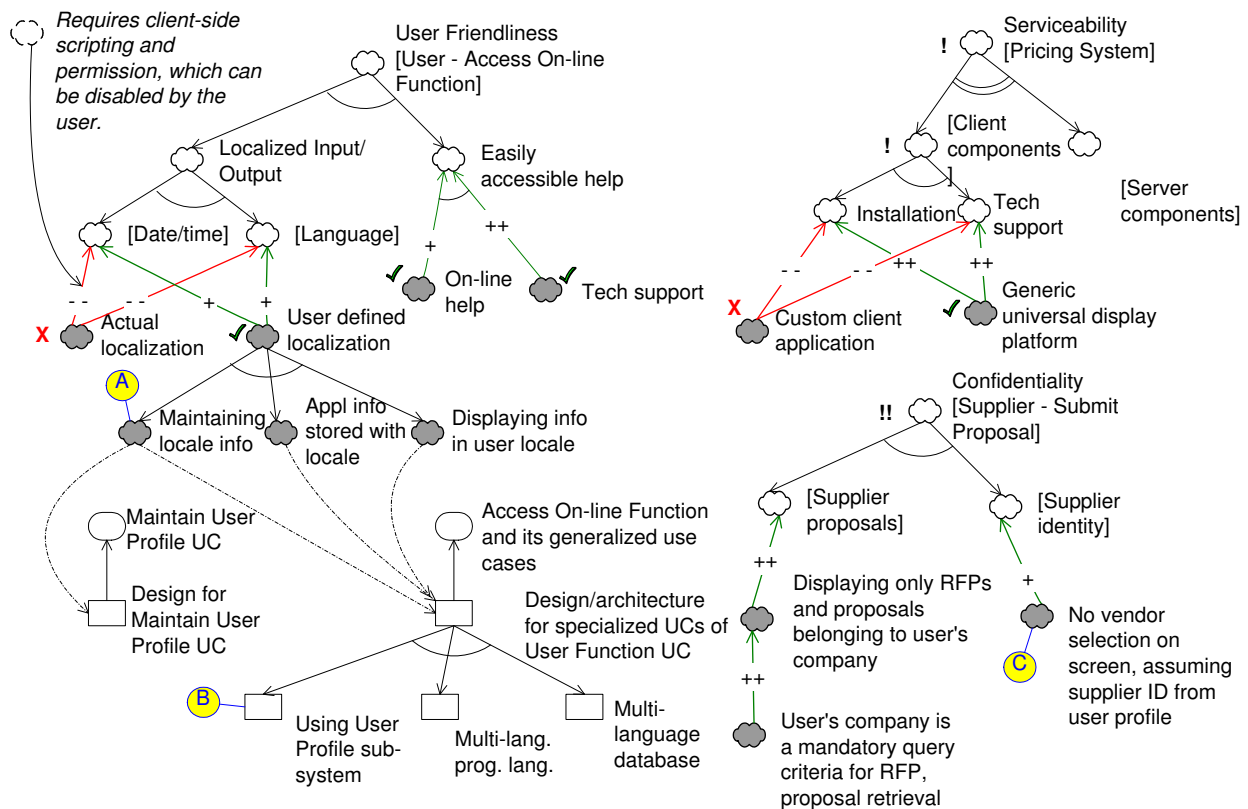 Requires client-side
scripting and
permission, which can
be disabled by the
user.
User Friendliness
[User - Access On-line
Function]
Localized Input/
Output
Easily
accessible help
[Date/time]
[Language]
+
++
On-line
help
Tech support
- -
- -
+
+
X
Actual
localization
User defined
localization
A
Maintaining
locale info
Appl info
stored with
locale
Displaying info
in user locale
Maintain User
Profile UC
Access On-line Function
and its generalized use
cases
Design for
Maintain User
Profile UC
Design/architecture
for specialized UCs of
User Function UC
B
Using User
Profile sub-
system
Multi-lang.
prog. lang.
Multi-
language
database
!
Serviceability
[Pricing System]
!
[Client
components
]
[Server
components]
Installation
Tech
support
- -
- -
++
++
X
Custom client
application
Generic
universal display
platform
!!
Confidentiality
[Supplier - Submit
Proposal]
[Supplier
proposals]
[Supplier
identity]
++
+
Displaying only RFPs
and proposals
belonging to user's
company
No vendor
selection on
screen, assuming
supplier ID from
user profile
C
++
User's company is
a mandatory query
criteria for RFP,
proposal retrieval